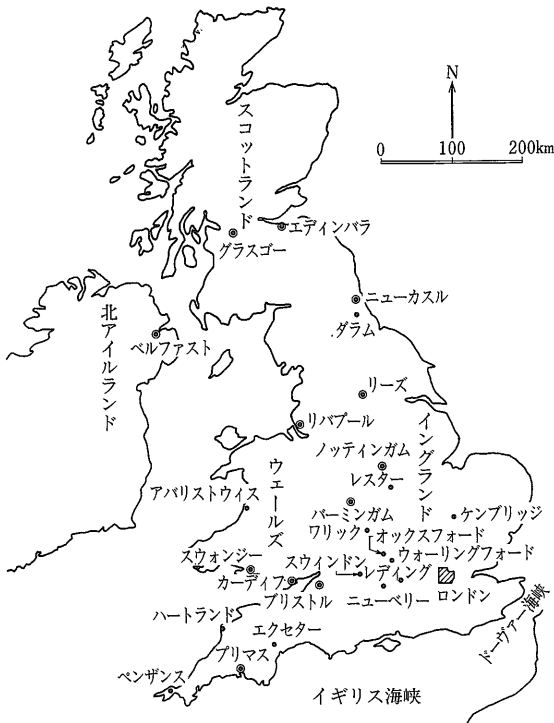 N
0 100 200km
スコットランド
エディンバラ
グラスゴー
ニューカスル
.ダラム
北アイルランド
ベルファスト
リーズ
リバプール
イングランド
ノッティンガム
レスター
ウェールズ
アバリストウィス
バーミンガム
ケンブリッジ
ワリック
オックスフォード
ウォーリングフォード
スウォンジー
スウィンドン
レディング
カーディフ
ブリストル
ニューベリー
ロンドン
ドーヴァー海峡
ハートランド
エクセター
プリマス
ペンザンス
イギリス海峡